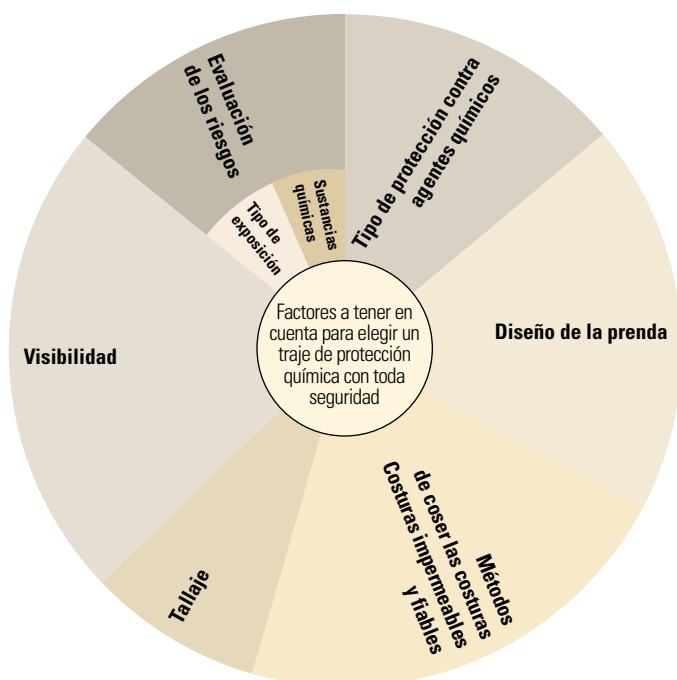 Evaluación
de los riesgos
Tipo de protección contra
agentes químicos
Sustancias
químicas
Tipo de
exposición
Factores a tener en
cuenta para elegir un
traje de protección
química con toda
seguridad
Visibilidad
Diseño de la prenda
Métodos
de coser las costuras
Costuras impermeables
y fiables
Tallaje